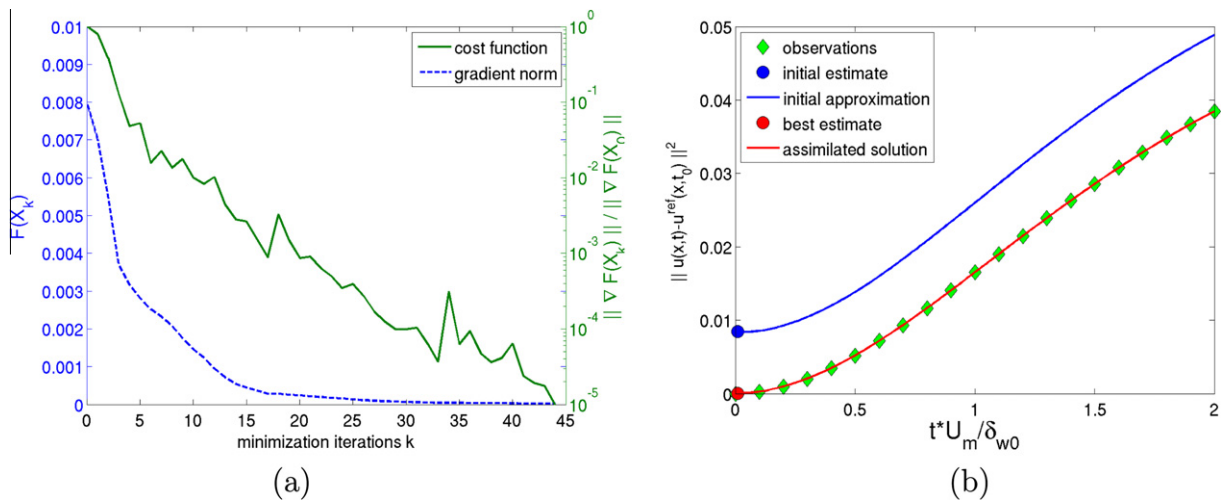 0.01
0.009
0.008
0.007
0.006
0.005
0.004
0.003
0.002
0.001
0
F(X_k)
cost function
gradient norm
10^0
10^-1
10^-2
10^-3
10^-4
10^-5
|| ∇ F(X_k) || / || ∇ F(X_0) ||
0 5 10 15 20 25 30 35 40 45
minimization iterations k
(a)
0.05
0.04
0.03
0.02
0.01
0
|| u(x,t)-u^ref(x,t_0) ||^2
observations
initial estimate
initial approximation
best estimate
assimilated solution
0 0.5 1 1.5 2
t*U_m/δ_w0
(b)